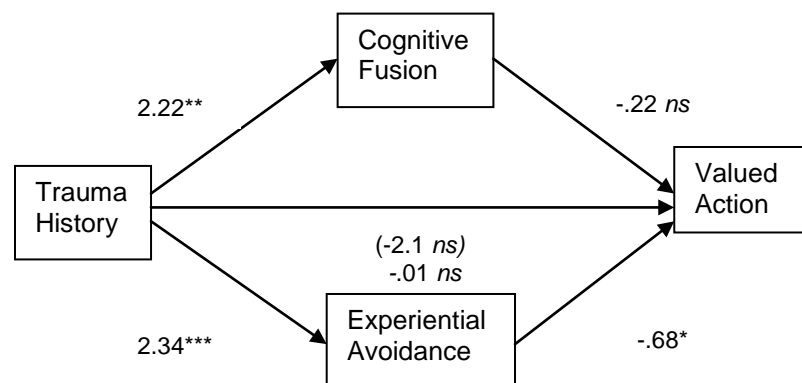 Cognitive
Fusion
2.22**
-.22 ns
Trauma
History
Valued
Action
(-2.1 ns)
-.01 ns
Experiential
Avoidance
2.34***
-.68*